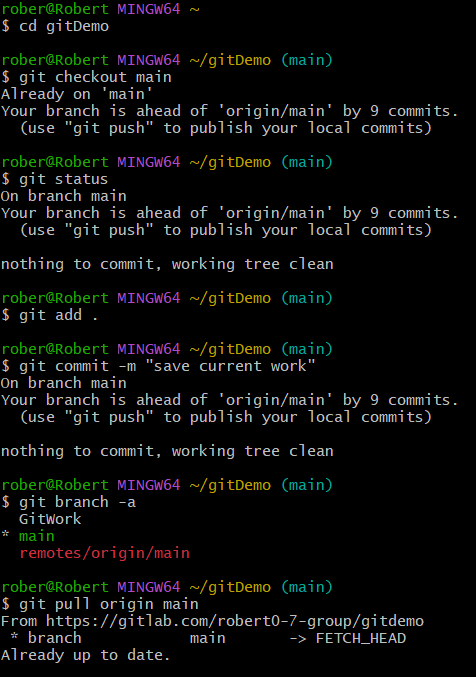 rober@Robert MINGW64 ~
$ cd gitDemo
rober@Robert MINGW64 ~/gitDemo (main)
$ git checkout main
Already on 'main'
Your branch is ahead of 'origin/main' by 9 commits.
  (use "git push" to publish your local commits)
rober@Robert MINGW64 ~/gitDemo (main)
$ git status
On branch main
Your branch is ahead of 'origin/main' by 9 commits.
  (use "git push" to publish your local commits)
nothing to commit, working tree clean
rober@Robert MINGW64 ~/gitDemo (main)
$ git add .
rober@Robert MINGW64 ~/gitDemo (main)
$ git commit -m "save current work"
On branch main
Your branch is ahead of 'origin/main' by 9 commits.
  (use "git push" to publish your local commits)
nothing to commit, working tree clean
rober@Robert MINGW64 ~/gitDemo (main)
$ git branch -a
  GitWork
* main
  remotes/origin/main
rober@Robert MINGW64 ~/gitDemo (main)
$ git pull origin main
From https://gitlab.com/robert0-7-group/gitdemo
 * branch            main       -> FETCH_HEAD
Already up to date.